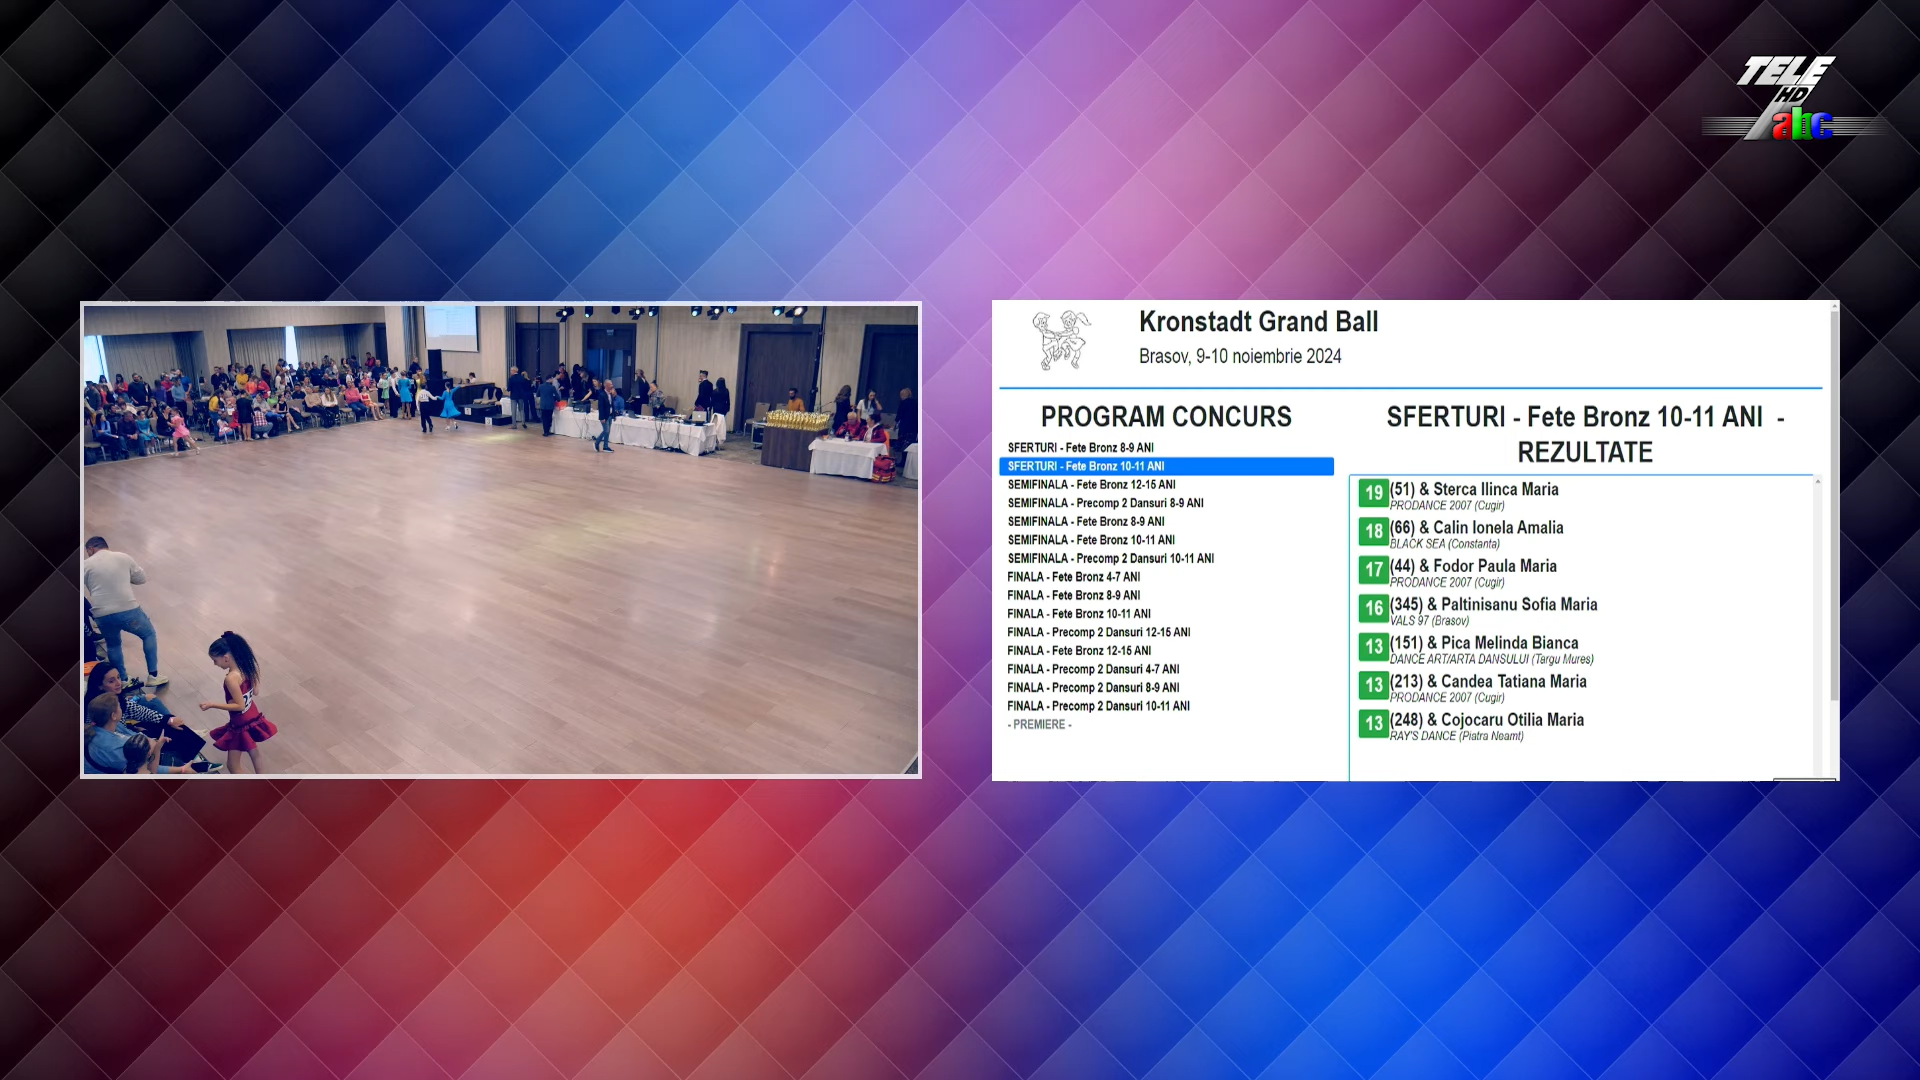 TELE
HD
7abc
Kronstadt Grand Ball
Brasov, 9-10 noiembrie 2024
PROGRAM CONCURS
SFERTURI - Fete Bronz 8-9 ANI
SFERTURI - Fete Bronz 10-11 ANI
SEMIFINALA - Fete Bronz 12-15 ANI
SEMIFINALA - Precomp 2 Dansuri 8-9 ANI
SEMIFINALA - Fete Bronz 8-9 ANI
SEMIFINALA - Fete Bronz 10-11 ANI
SEMIFINALA - Precomp 2 Dansuri 10-11 ANI
FINALA - Fete Bronz 4-7 ANI
FINALA - Fete Bronz 8-9 ANI
FINALA - Fete Bronz 10-11 ANI
FINALA - Precomp 2 Dansuri 12-15 ANI
FINALA - Fete Bronz 12-15 ANI
FINALA - Precomp 2 Dansuri 4-7 ANI
FINALA - Precomp 2 Dansuri 8-9 ANI
FINALA - Precomp 2 Dansuri 10-11 ANI
- PREMIERE -
SFERTURI - Fete Bronz 10-11 ANI -
REZULTATE
19 (51) & Sterca Ilinca Maria
PRODANCE 2007 (Cugir)
18 (66) & Calin Ionela Amalia
BLACK SEA (Constanta)
17 (44) & Fodor Paula Maria
PRODANCE 2007 (Cugir)
16 (345) & Paltinisanu Sofia Maria
VALS 97 (Brasov)
13 (151) & Pica Melinda Bianca
DANCE ART/ARTA DANSULUI (Targu Mures)
13 (213) & Candea Tatiana Maria
PRODANCE 2007 (Cugir)
13 (248) & Cojocaru Otilia Maria
RAY'S DANCE (Piatra Neamt)